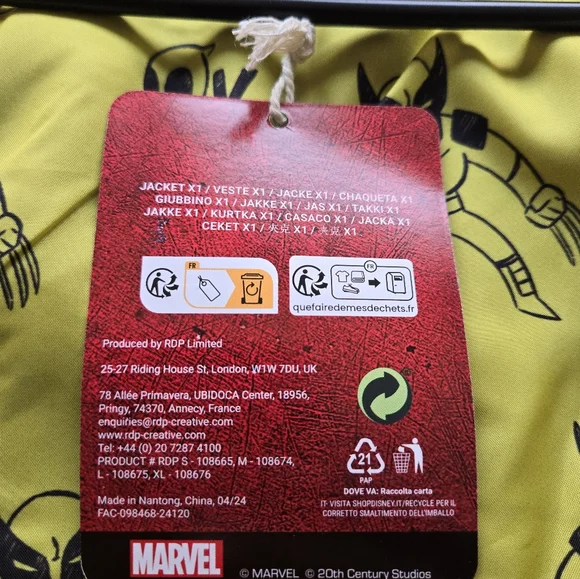 JACKET X1 / VESTE X1 / JACKE X1 / CHAQUETA X1
GIUBBINO X1 / JAKKE X1 / JAS X1 / TAKKI X1
JAKKE X1 / KURTKA X1 / CASACO X1 / JACKA X1
CEKET X1 / 夹克 X1 / 夹克 X1
FR
FR
quefairedemesdechets.fr
Produced by RDP Limited
25-27 Riding House St, London, W1W 7DU, UK
78 Allée Primavera, UBIDOCA Center, 18956,
Pringy, 74370, Annecy, France
enquiries@rdp-creative.com
www.rdp-creative.com
Tel: +44 (0) 20 7287 4100
PRODUCT # RDP S - 108665, M - 108674,
L - 108675, XL - 108676
Made in Nantong, China, 04/24
FAC-098468-24120
21
PAP
DOVE VA: Raccolta carta
IT- VISITA SHOPDISNEY.IT/RECYCLE PER IL
CORRETTO SMALTIMENTO DELL'IMBALLO
MARVEL
© MARVEL © 20th Century Studios